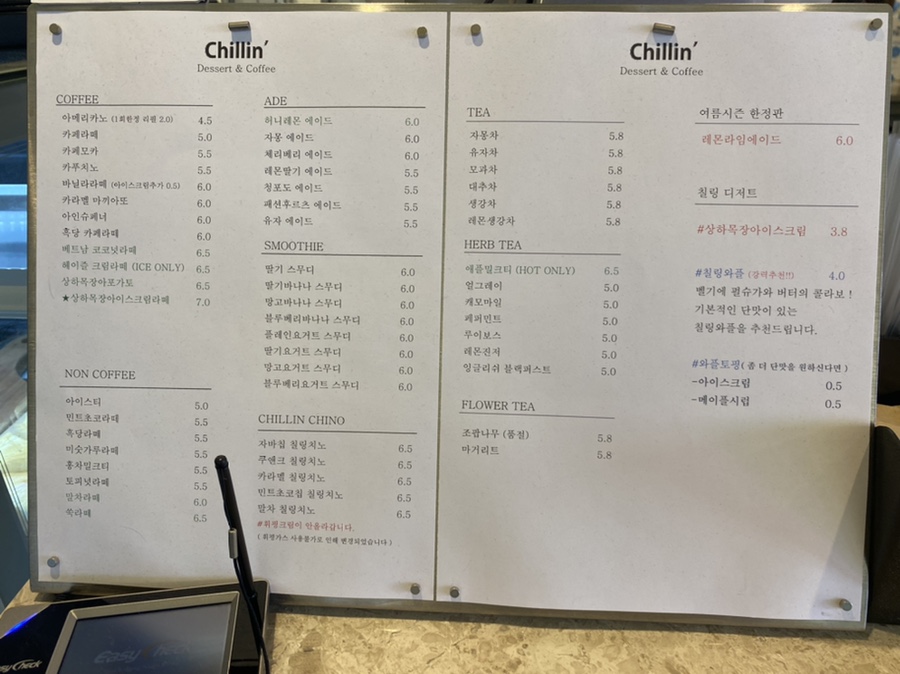 Chillin'
Dessert & Coffee
COFFEE
아메리카노 (1회한정 리필 2.0) 4.5
카페라떼 5.0
카페모카 5.5
카푸치노 5.5
바닐라라떼 (아이스크림추가 0.5) 6.0
카라멜 마끼아또 6.0
아인슈페너 6.0
흑당 카페라떼 6.0
베트남 코코넛라떼 6.5
헤이즐 크림라떼 (ICE ONLY) 6.5
상하목장아포가토 6.5
★상하목장아이스크림라떼 7.0
NON COFFEE
아이스티 5.0
민트초코라떼 5.5
흑당라떼 5.5
미숫가루라떼 5.5
홍차밀크티 5.5
토피넛라떼 5.5
말차라떼 6.0
쑥라떼 6.5
ADE
허니레몬 에이드 6.0
자몽 에이드 6.0
체리베리 에이드 6.0
레몬딸기 에이드 5.5
청포도 에이드 5.5
패션후르츠 에이드 5.5
유자 에이드 5.5
SMOOTHIE
딸기 스무디 6.0
딸기바나나 스무디 6.0
망고바나나 스무디 6.0
블루베리바나나 스무디 6.0
플레인요거트 스무디 6.0
딸기요거트 스무디 6.0
망고요거트 스무디 6.0
블루베리요거트 스무디 6.0
CHILLIN CHINO
자바칩 칠링치노 6.5
쿠앤크 칠링치노 6.5
카라멜 칠링치노 6.5
민트초코칩 칠링치노 6.5
말차 칠링치노 6.5
#휘핑크림이 안올라갑니다.
( 휘핑가스 사용불가로 인해 변경되었습니다 )
Chillin'
Dessert & Coffee
TEA
자몽차 5.8
유자차 5.8
모과차 5.8
대추차 5.8
생강차 5.8
레몬생강차 5.8
HERB TEA
애플밀크티 (HOT ONLY) 6.5
얼그레이 5.0
캐모마일 5.0
페퍼민트 5.0
루이보스 5.0
레몬진저 5.0
잉글리쉬 블랙퍼스트 5.0
FLOWER TEA
조팝나무 (품절) 5.8
마거리트 5.8
여름시즌 한정판
레몬라임에이드 6.0
칠링 디저트
#상하목장아이스크림 3.8
#칠링와플 (강력추천!!) 4.0
벨기에 펄슈가와 버터의 콜라보 !
기본적인 단맛이 있는
칠링와플을 추천드립니다.
#와플토핑( 좀 더 단맛을 원하신다면 )
-아이스크림 0.5
-메이플시럽 0.5
Easy Check